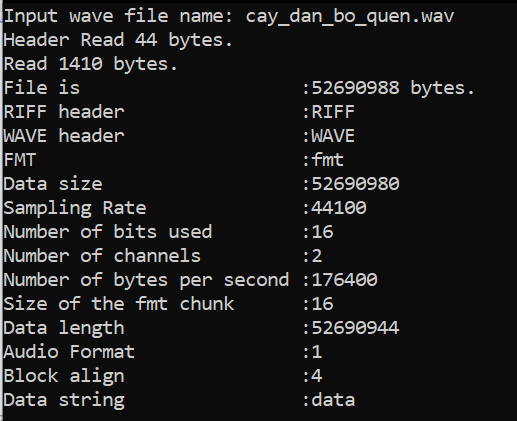 Input wave file name: cay_dan_bo_quen.wav
Header Read 44 bytes.
Read 1410 bytes.
File is                  :52690988 bytes.
RIFF header              :RIFF
WAVE header              :WAVE
FMT                      :fmt
Data size                :52690980
Sampling Rate            :44100
Number of bits used      :16
Number of channels       :2
Number of bytes per second :176400
Size of the fmt chunk    :16
Data length              :52690944
Audio Format             :1
Block align              :4
Data string              :data